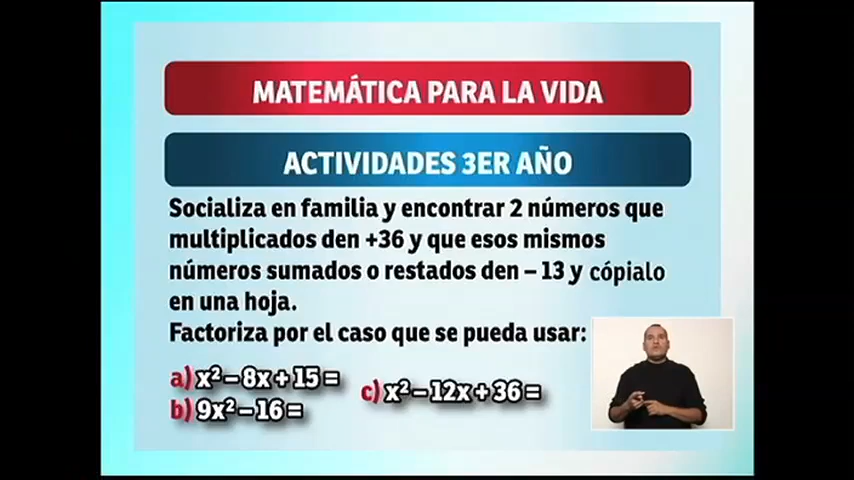 MATEMÁTICA PARA LA VIDA
ACTIVIDADES 3ER AÑO
Socializa en familia y encontrar 2 números que
multiplicados den +36 y que esos mismos
números sumados o restados den – 13 y cópialo
en una hoja.
Factoriza por el caso que se pueda usar:
a) x² – 8x + 15 =
b) 9x² – 16 =
c) x² – 12x + 36 =